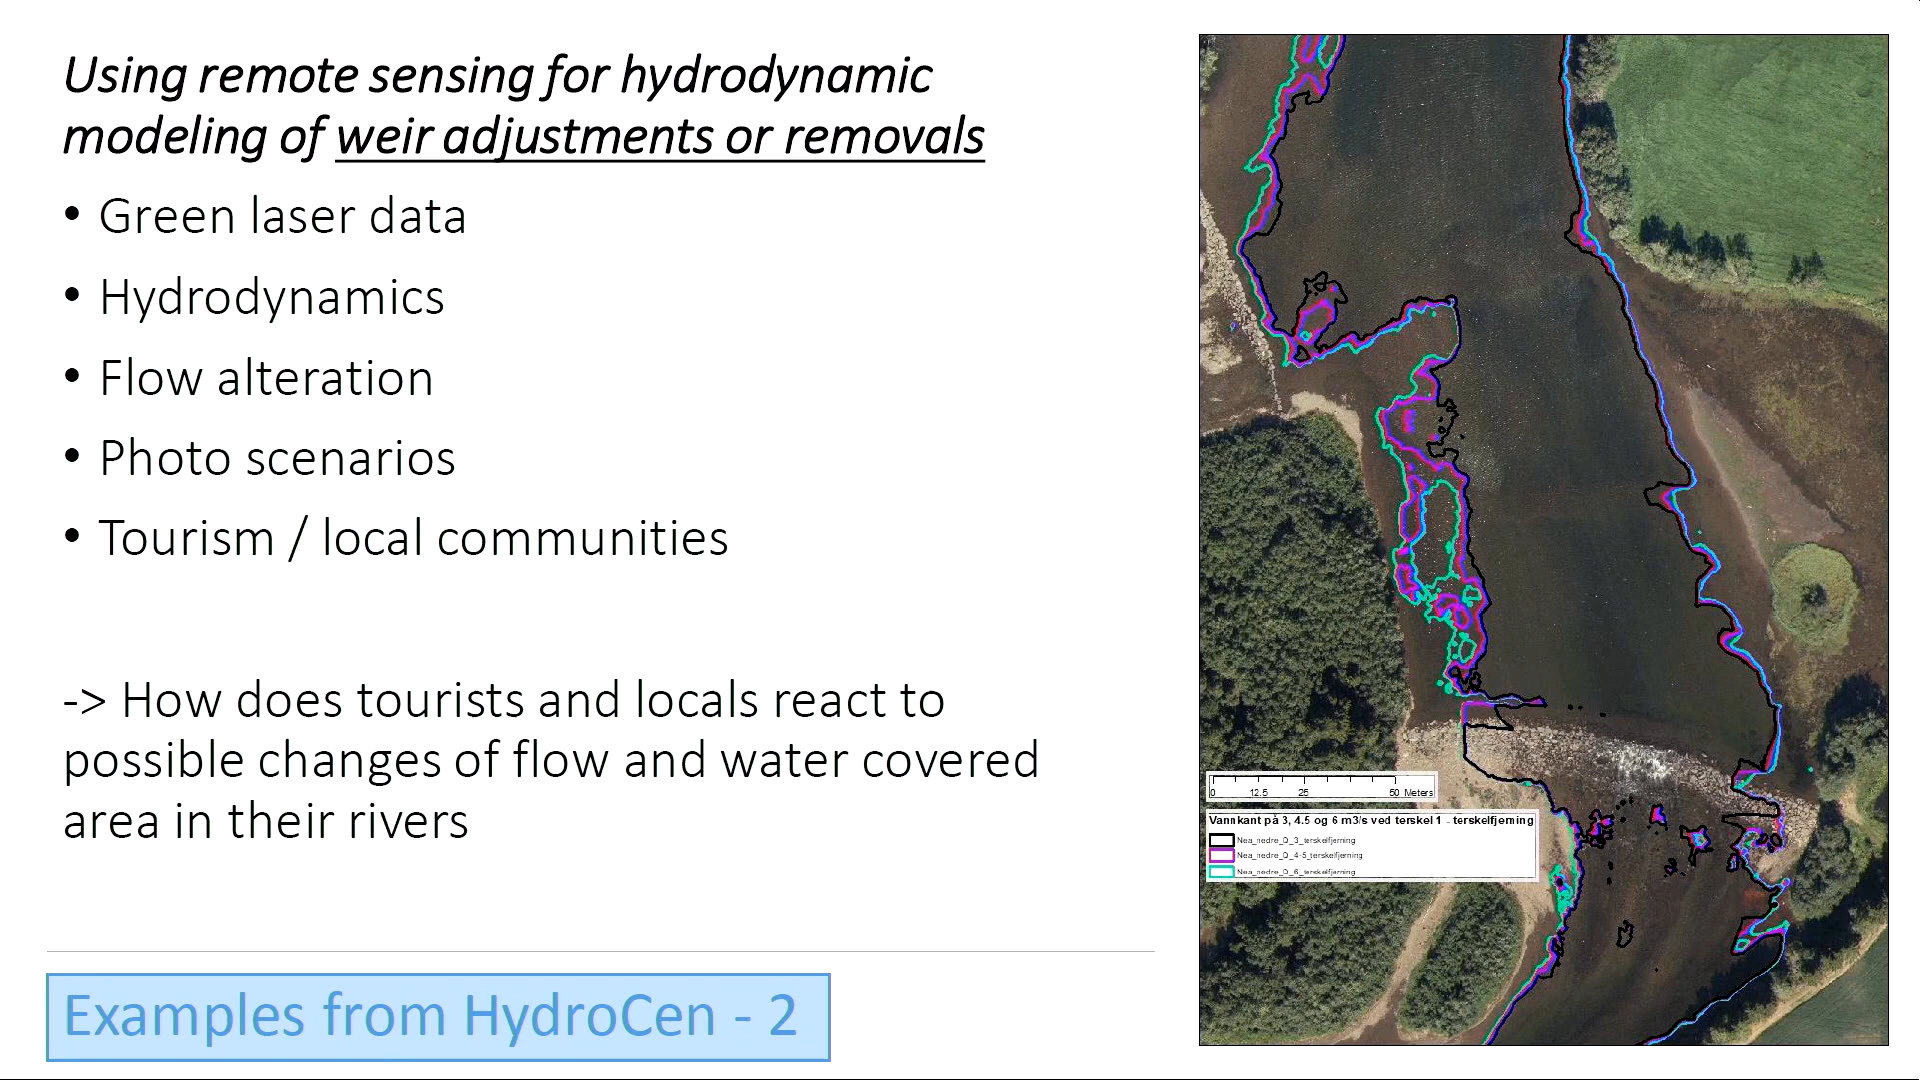 Using remote sensing for hydrodynamic
modeling of weir adjustments or removals
• Green laser data
• Hydrodynamics
• Flow alteration
• Photo scenarios
• Tourism / local communities
-> How does tourists and locals react to
possible changes of flow and water covered
area in their rivers
Examples from HydroCen - 2
0 12.5 25 50 Meters
Vannkant på 3, 4.5 og 6 m3/s ved terskel 1 - terskelfjerning
Nea_nedre_Q_3_terskelfjerning
Nea_nedre_Q_4-5_terskelfjerning
Nea_nedre_Q_6_terskelfjerning